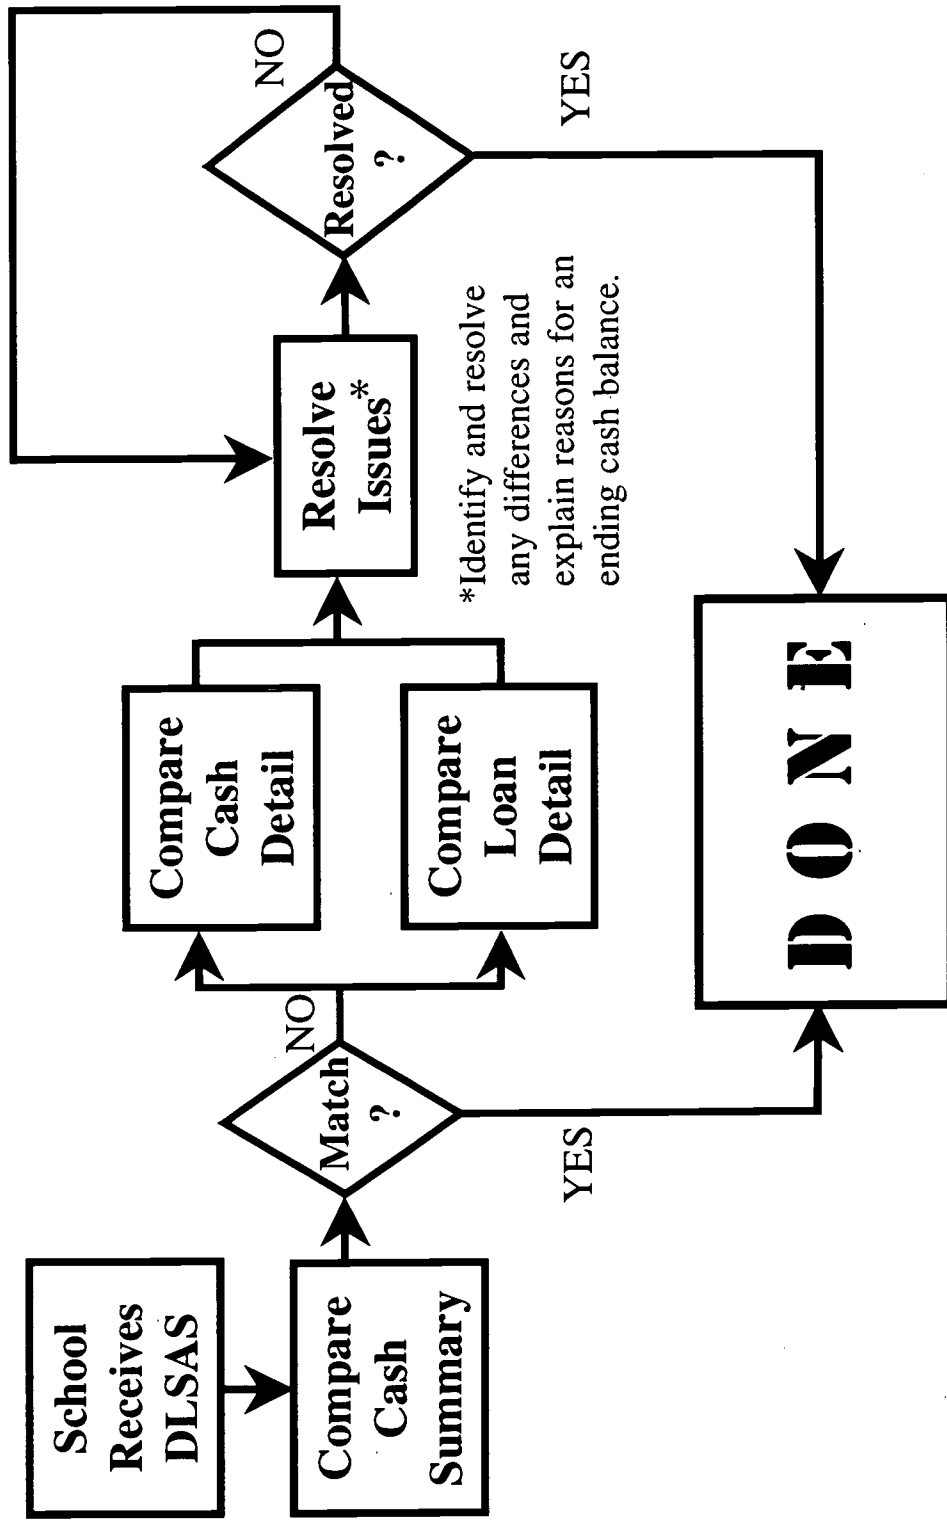 School
Receives
DLSAS
Compare
Cash
Summary
Match
?
NO
YES
Compare
Cash
Detail
Compare
Loan
Detail
Resolve
Issues*
Resolved
?
NO
YES
*Identify and resolve
any differences and
explain reasons for an
ending cash balance.
DONE